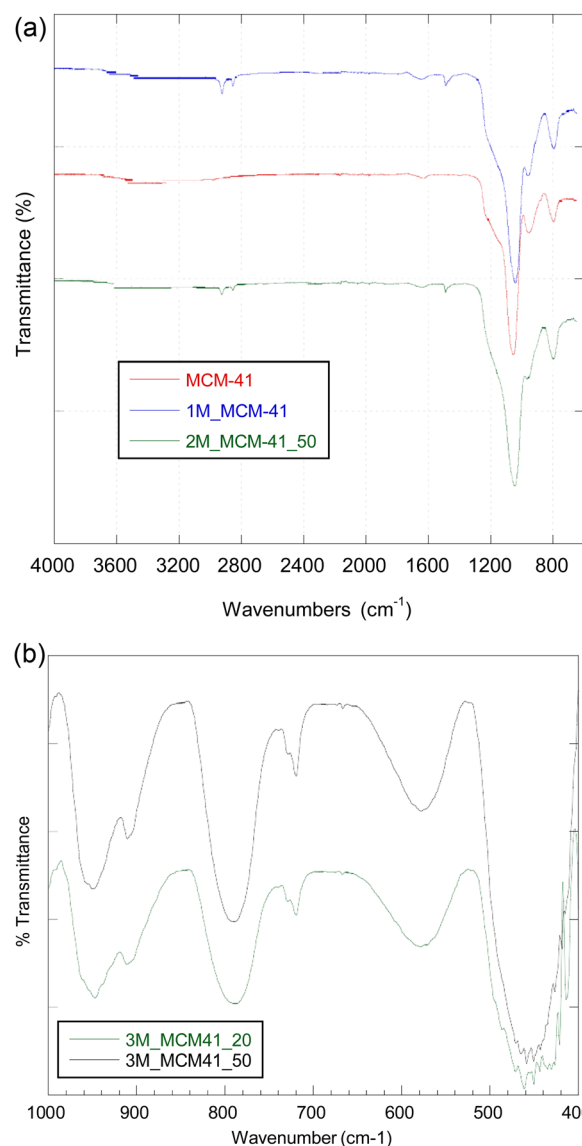 (a)
Transmittance (%)
MCM-41
1M_MCM-41
2M_MCM-41_50
4000 3600 3200 2800 2400 2000 1600 1200 800
Wavenumbers (cm-1)
(b)
% Transmittance
3M_MCM41_20
3M_MCM41_50
1000 900 800 700 600 500 40
Wavenumber (cm-1)